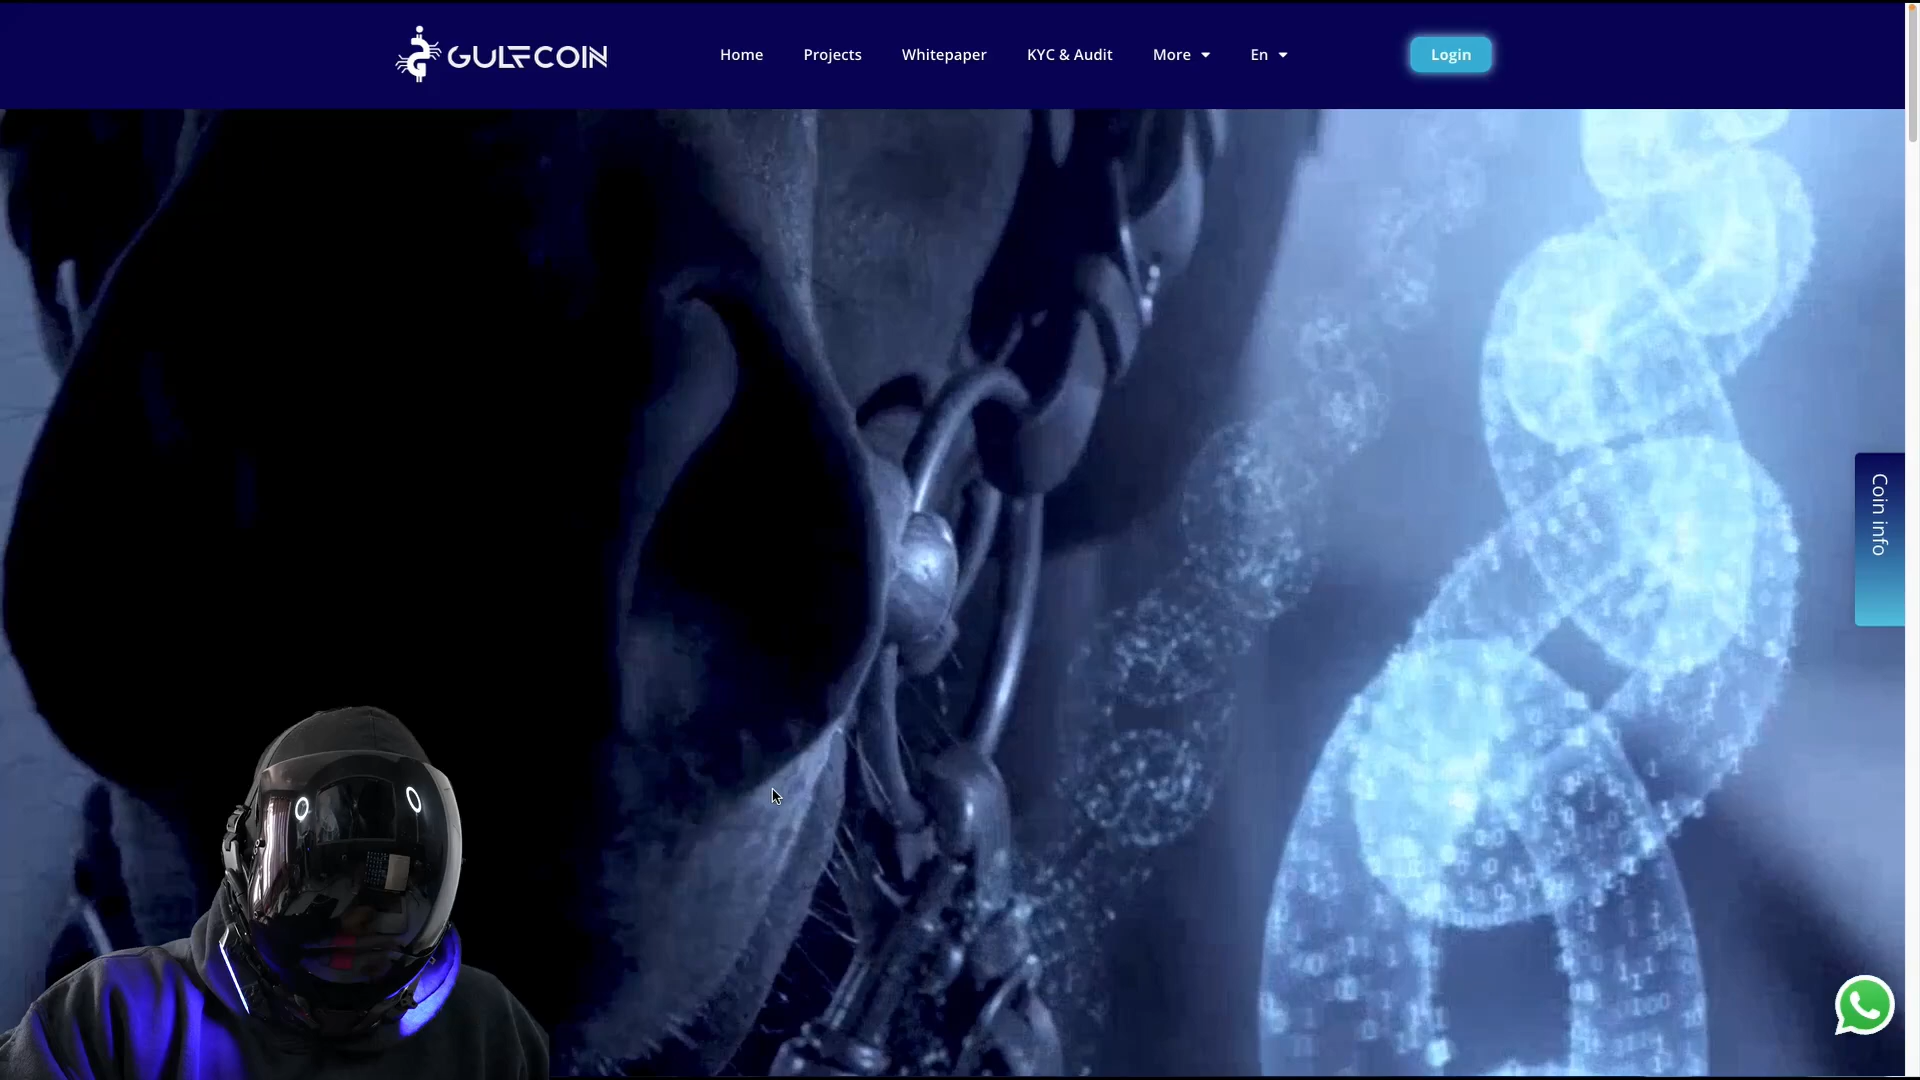 GULFCOIN
Home
Projects
Whitepaper
KYC & Audit
More
En
Login
Coin info